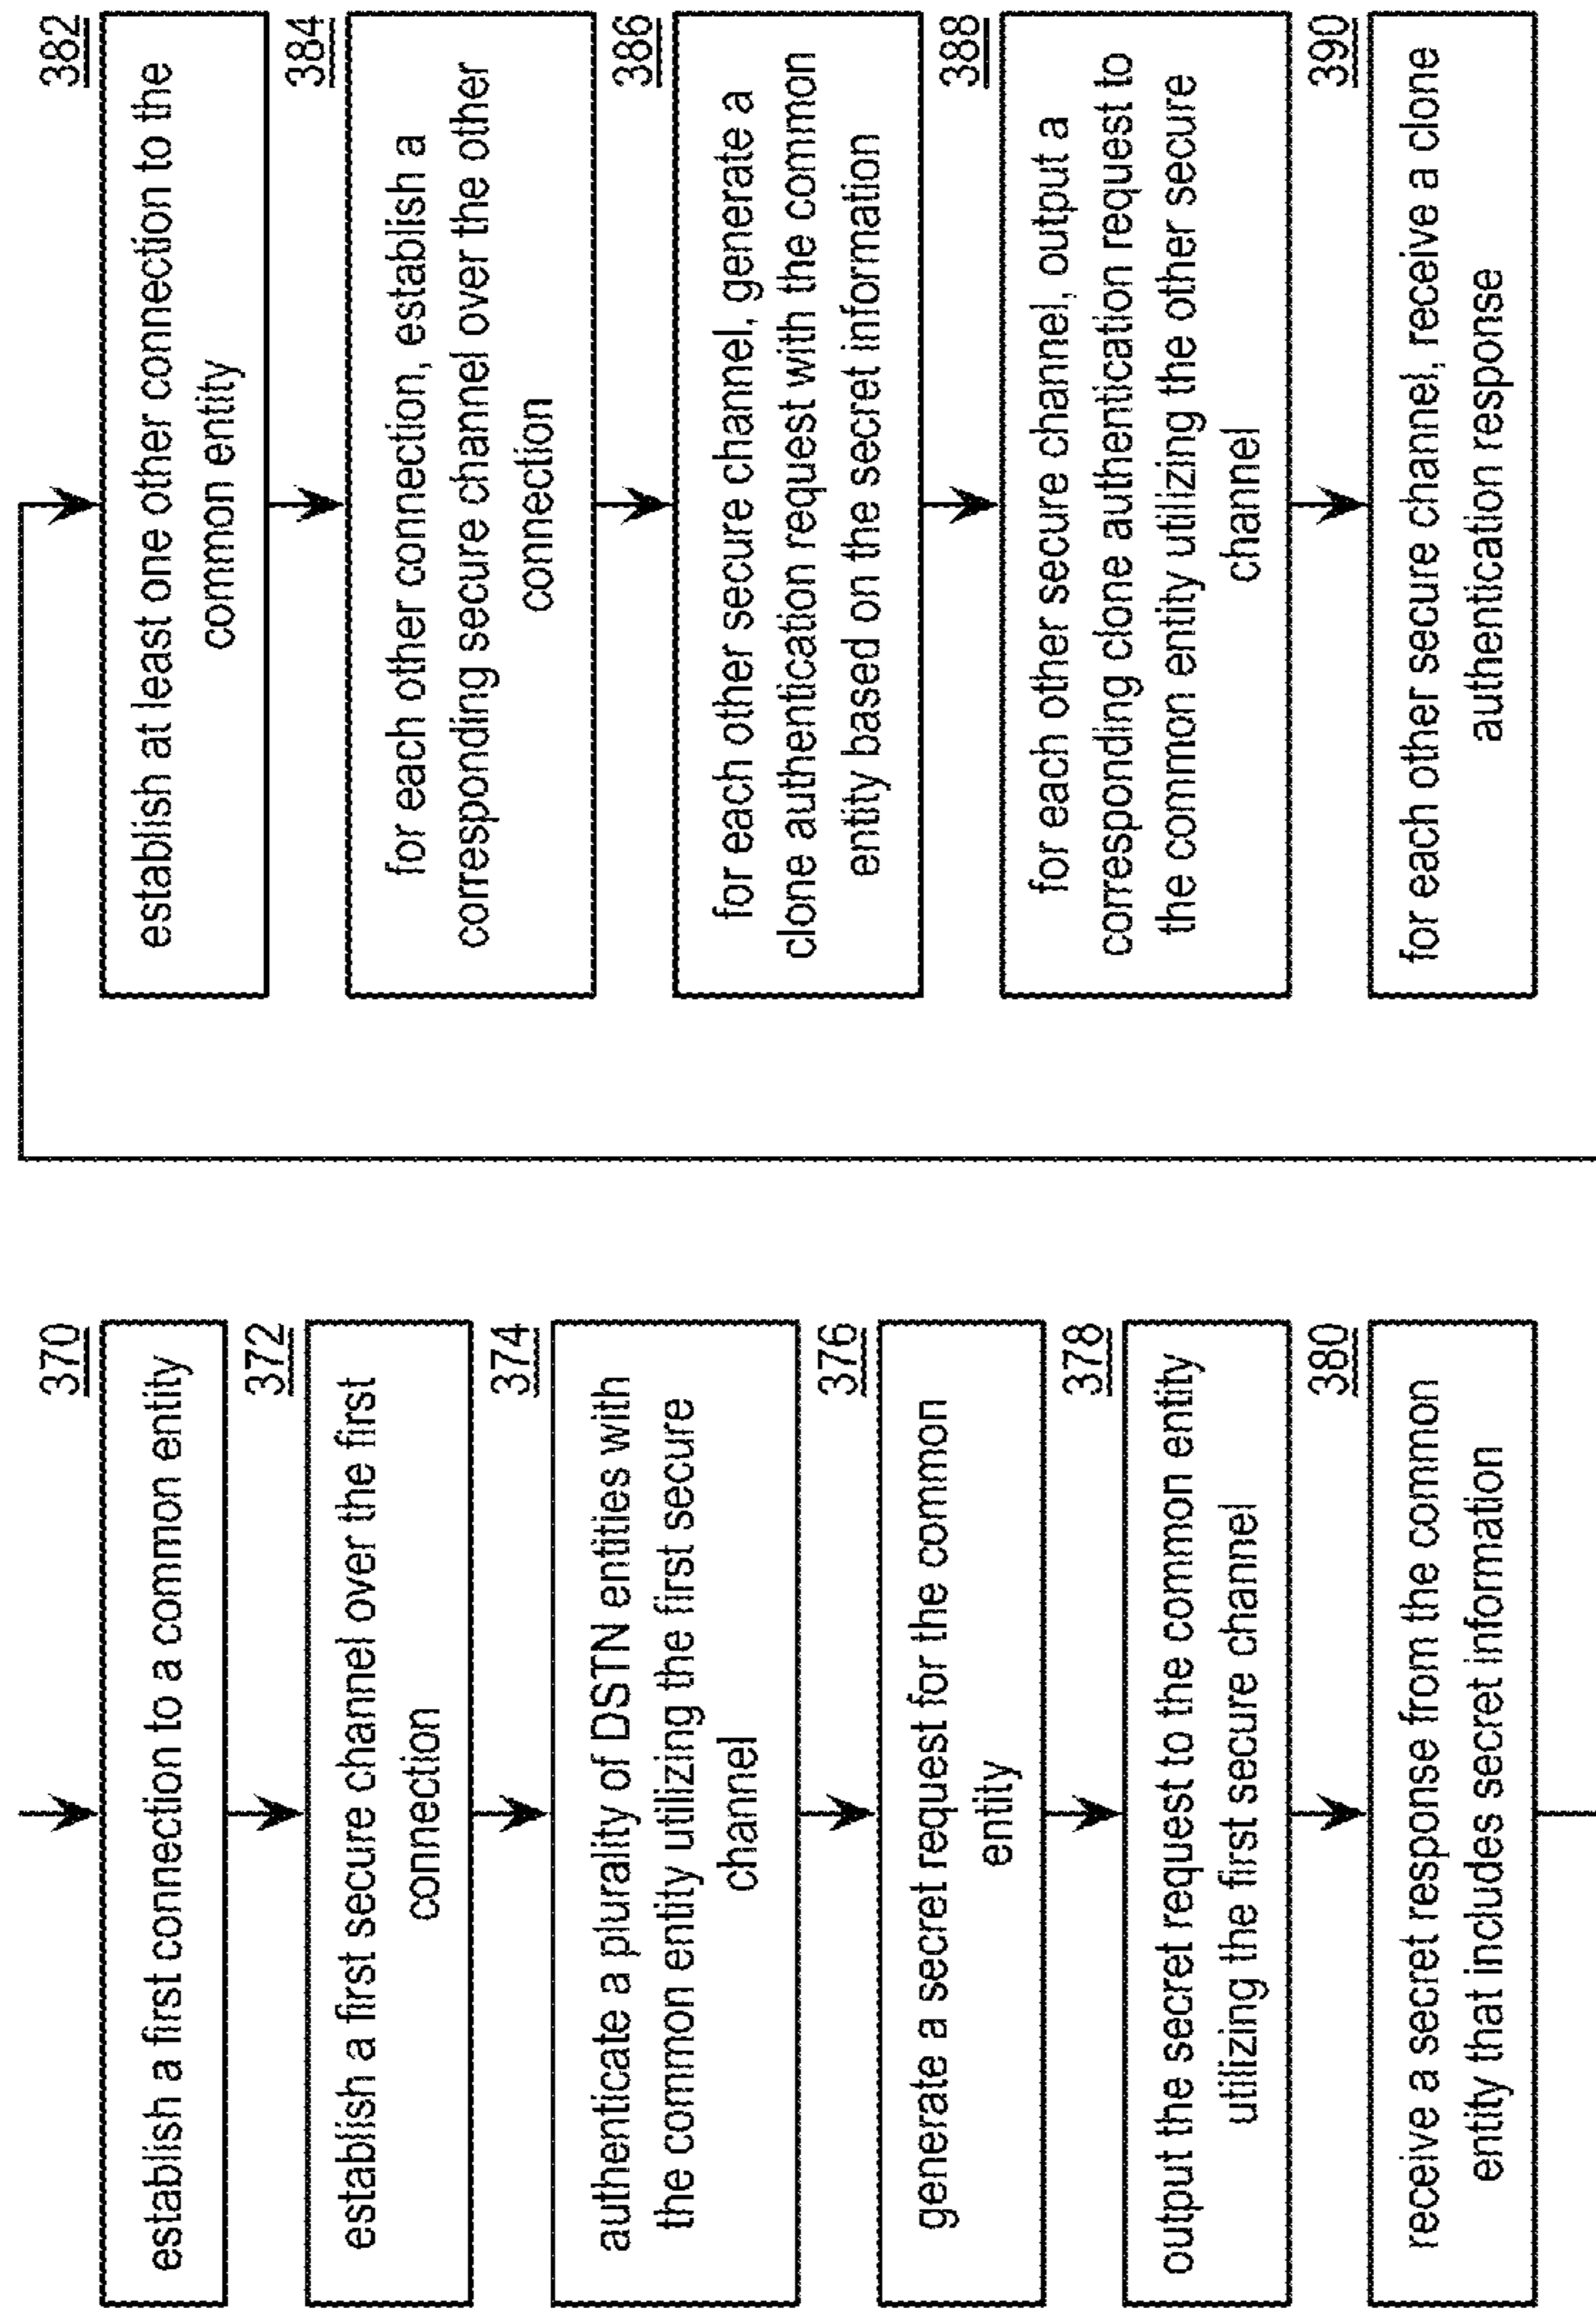 370
establish a first connection to a common entity
372
establish a first secure channel over the first
connection
374
authenticate a plurality of DSTN entities with
the common entity utilizing the first secure
channel
376
generate a secret request for the common
entity
378
output the secret request to the common entity
utilizing the first secure channel
380
receive a secret response from the common
entity that includes secret information
382
establish at least one other connection to the
common entity
384
for each other connection, establish a
corresponding secure channel over the other
connection
386
for each other secure channel, generate a
clone authentication request with the common
entity based on the secret information
388
for each other secure channel, output a
corresponding clone authentication request to
the common entity utilizing the other secure
channel
390
for each other secure channel, receive a clone
authentication response